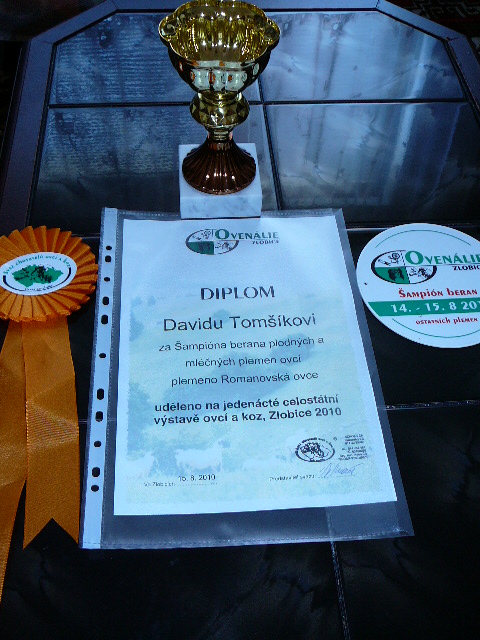 OVENÁLIE
ZLOBICE
DIPLOM
Davidu Tomšíkovi
za Šampióna berana plodných a
mléčných plemen ovcí
plemeno Romanovská ovce
uděleno na jedenácté celostátní
výstavě ovcí a koz, Zlobice 2010
15. 8. 2010
OVENÁLIE
ZLOBICE
ŠAMPIÓN BERAN
14. - 15. 8 20
OSTATNÍCH PLEMEN